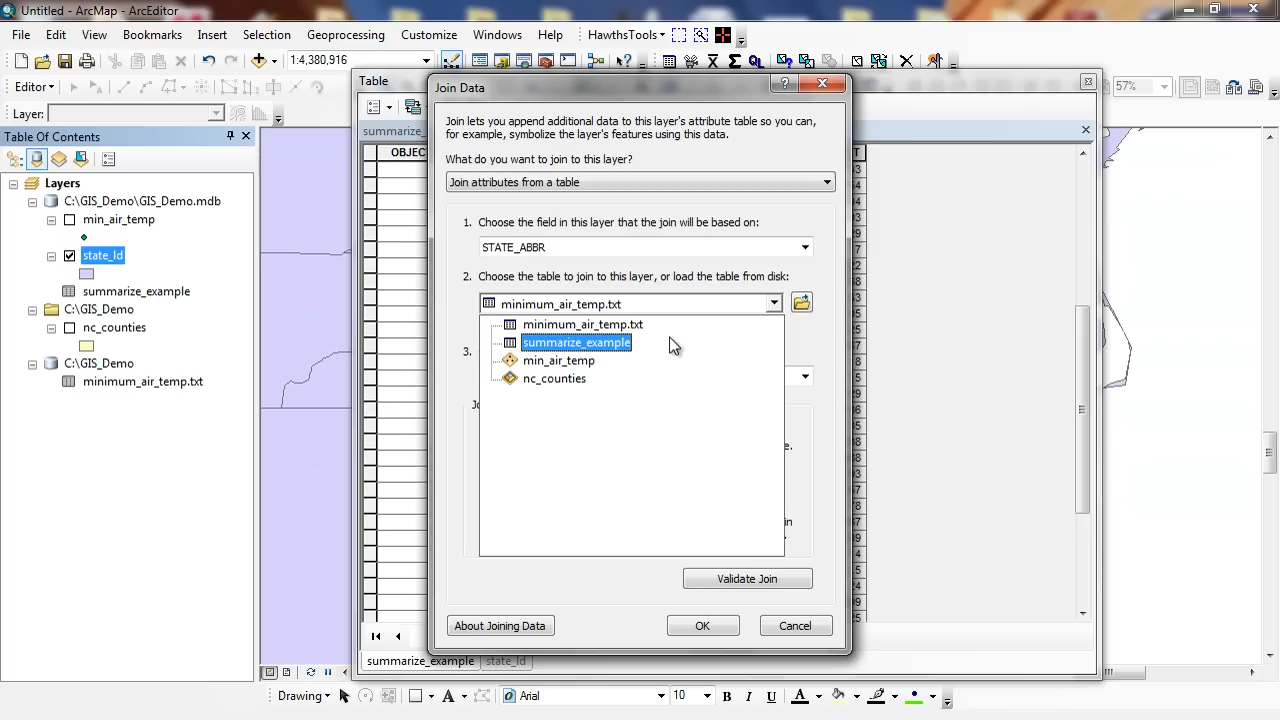 Untitled - ArcMap - ArcEditor
File Edit View Bookmarks Insert Selection Geoprocessing Customize Windows Help HawthsTools
1:4,380,916
Editor
57%
Layer:
Table Of Contents
Layers
C:\GIS_Demo\GIS_Demo.mdb
min_air_temp
state_ld
summarize_example
C:\GIS_Demo
nc_counties
C:\GIS_Demo
minimum_air_temp.txt
Table
summarize_
OBJEC
Join Data
Join lets you append additional data to this layer's attribute table so you can,
for example, symbolize the layer's features using this data.
What do you want to join to this layer?
Join attributes from a table
1. Choose the field in this layer that the join will be based on:
STATE_ABBR
2. Choose the table to join to this layer, or load the table from disk:
minimum_air_temp.txt
minimum_air_temp.txt
summarize_example
3.
min_air_temp
nc_counties
Validate Join
About Joining Data OK Cancel
summarize_example state_ld
Drawing Arial 10 B I U A